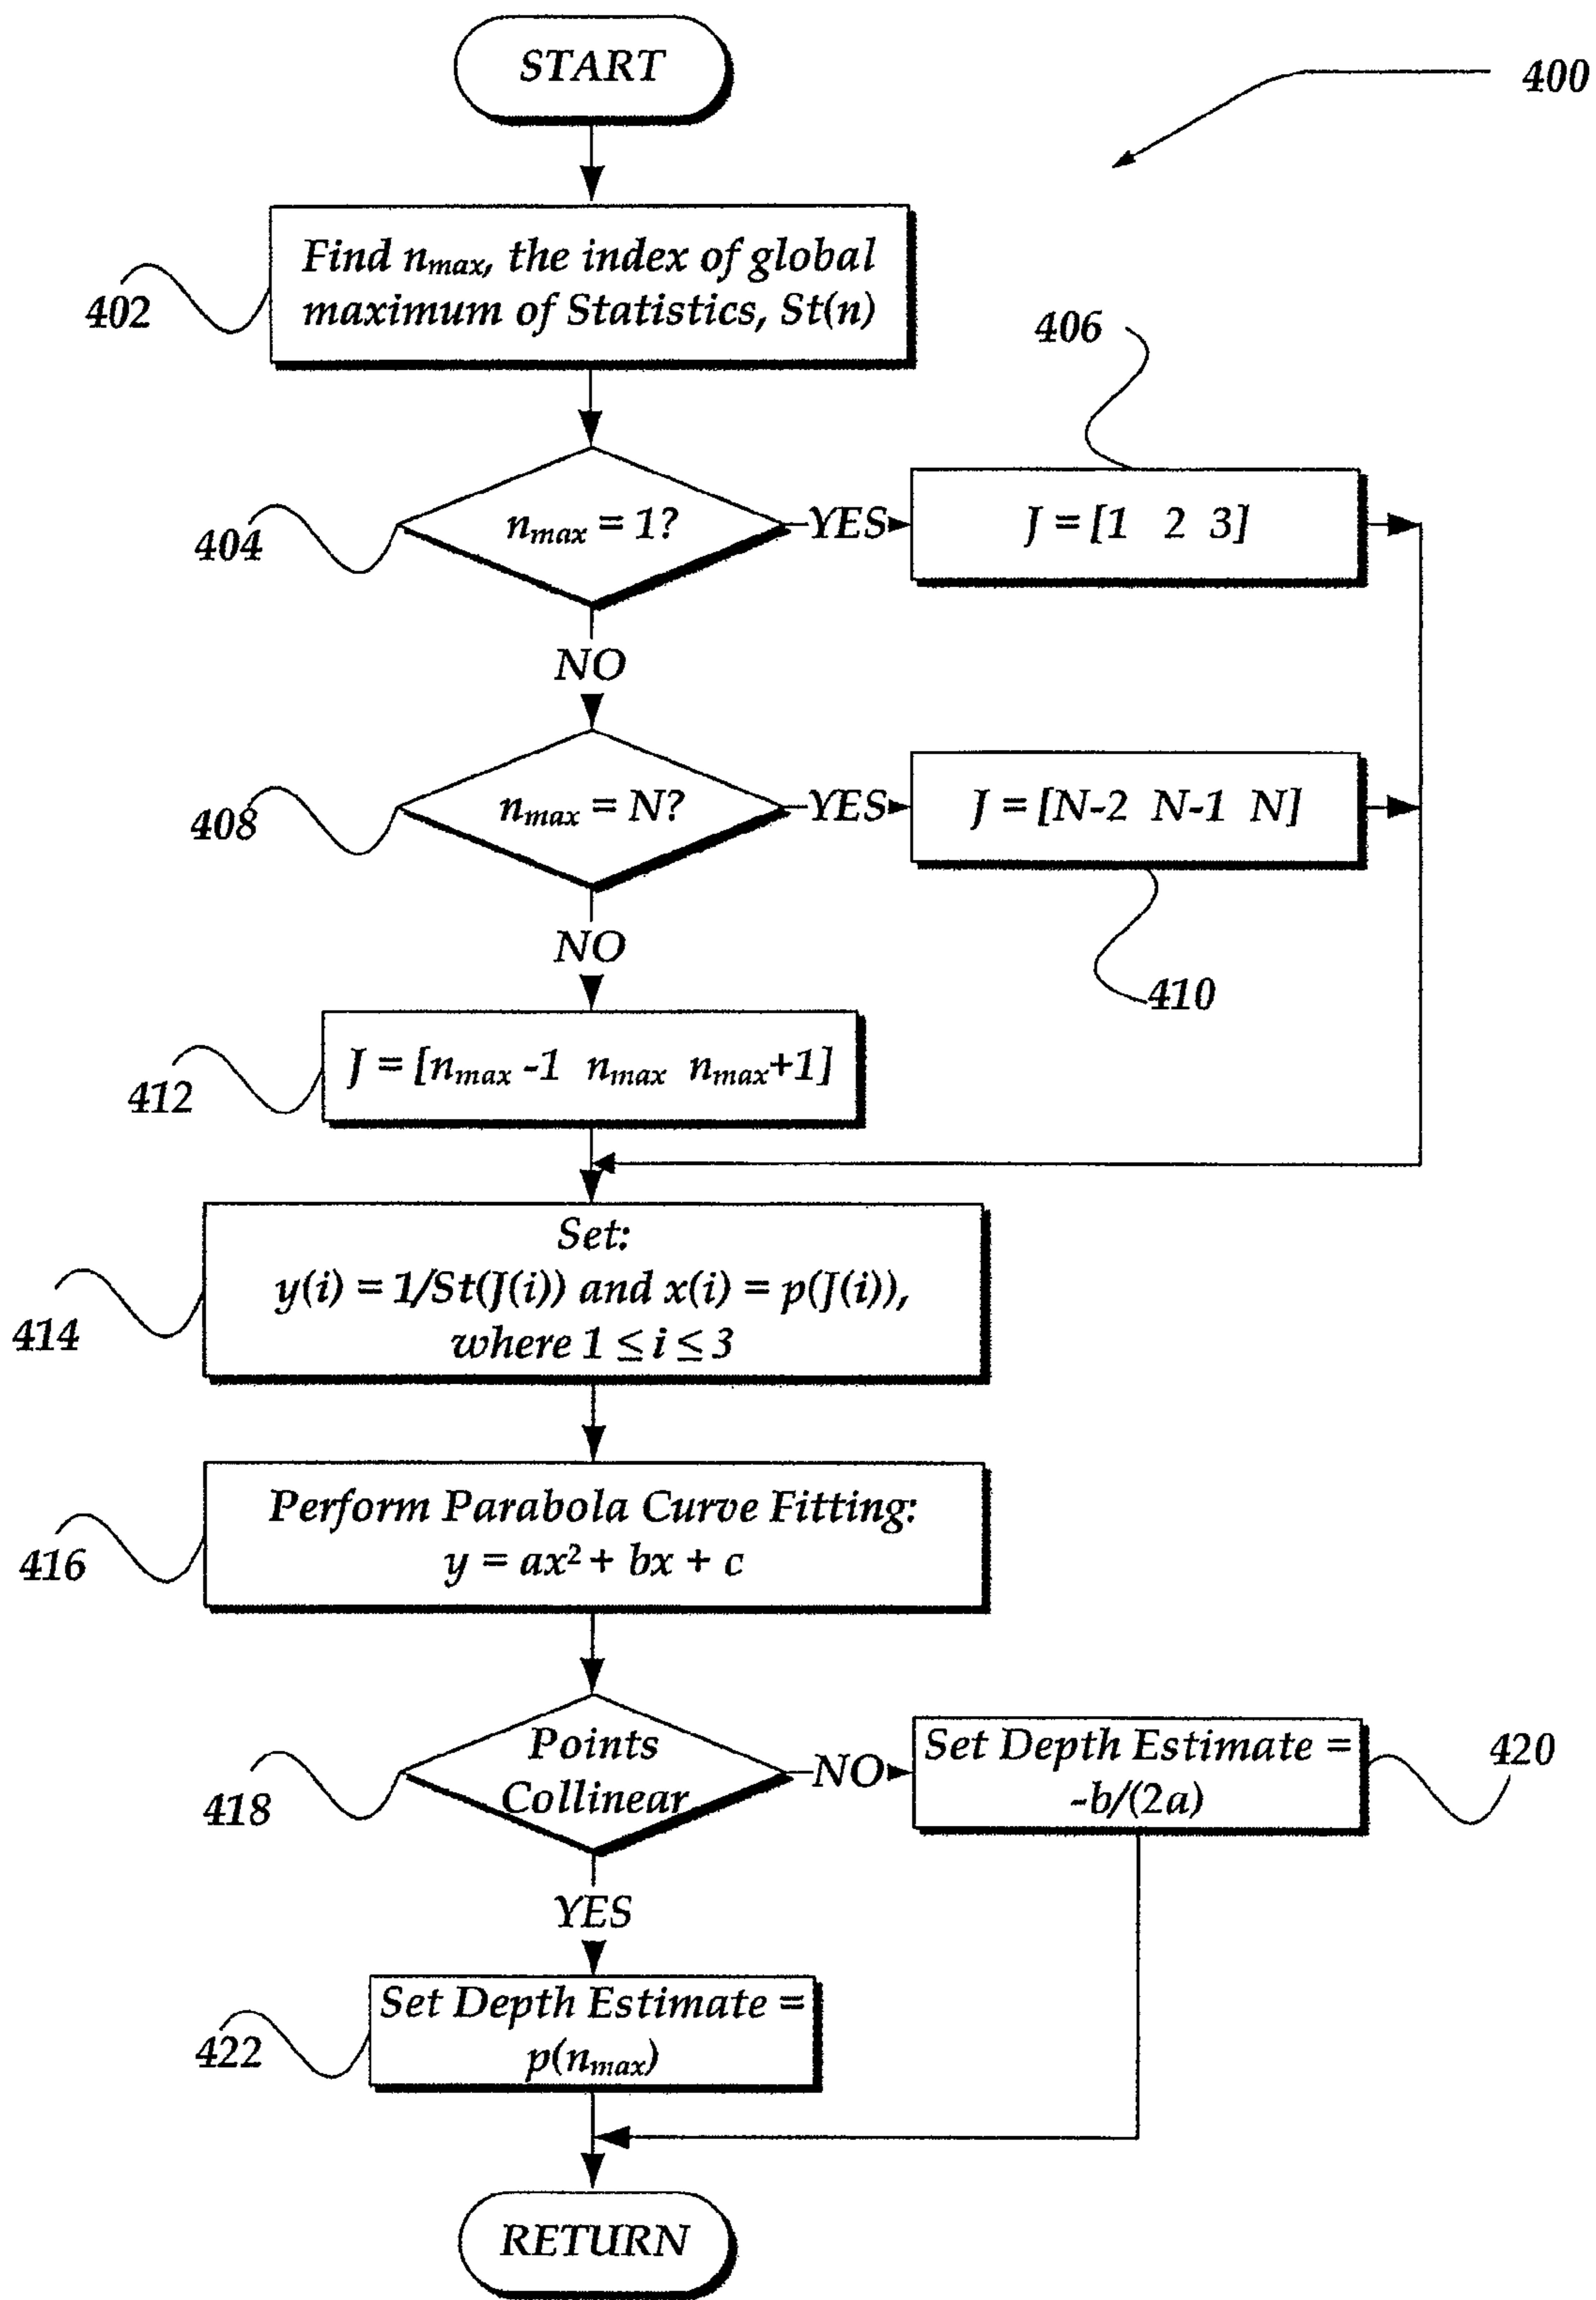 START
400
Find nmax, the index of global
maximum of Statistics, St(n)
402
406
nmax = 1?
YES
J = [1 2 3]
404
NO
nmax = N?
YES
J = [N-2 N-1 N]
408
NO
410
J = [nmax -1 nmax nmax+1]
412
Set:
y(i) = 1/St(J(i)) and x(i) = p(J(i)),
where 1 ≤ i ≤ 3
414
Perform Parabola Curve Fitting:
y = ax² + bx + c
416
Points
Collinear
NO
Set Depth Estimate =
-b/(2a)
420
418
YES
Set Depth Estimate =
p(nmax)
422
RETURN